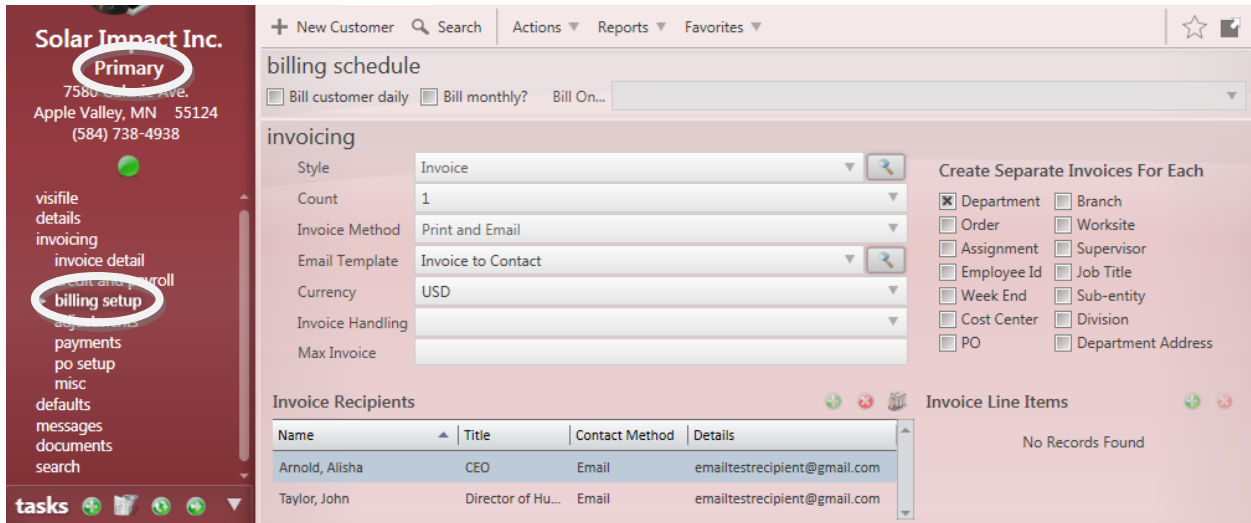 Solar Impact Inc.
Primary
Ave.
Apple Valley, MN 55124
(584) 738-4938
visifile
details
invoicing
invoice detail
credit and payroll
billing setup
adjustments
payments
po setup
misc
defaults
messages
documents
search
tasks
New Customer Search Actions Reports Favorites
billing schedule
Bill customer daily Bill monthly? Bill On...
invoicing
Style Invoice
Count 1
Invoice Method Print and Email
Email Template Invoice to Contact
Currency USD
Invoice Handling
Max Invoice
Create Separate Invoices For Each
Department Branch
Order Worksite
Assignment Supervisor
Employee Id Job Title
Week End Sub-entity
Cost Center Division
PO Department Address
Invoice Recipients
Name Title Contact Method Details
Arnold, Alisha CEO Email emailtestrecipient@gmail.com
Taylor, John Director of Hu... Email emailtestrecipient@gmail.com
Invoice Line Items
No Records Found